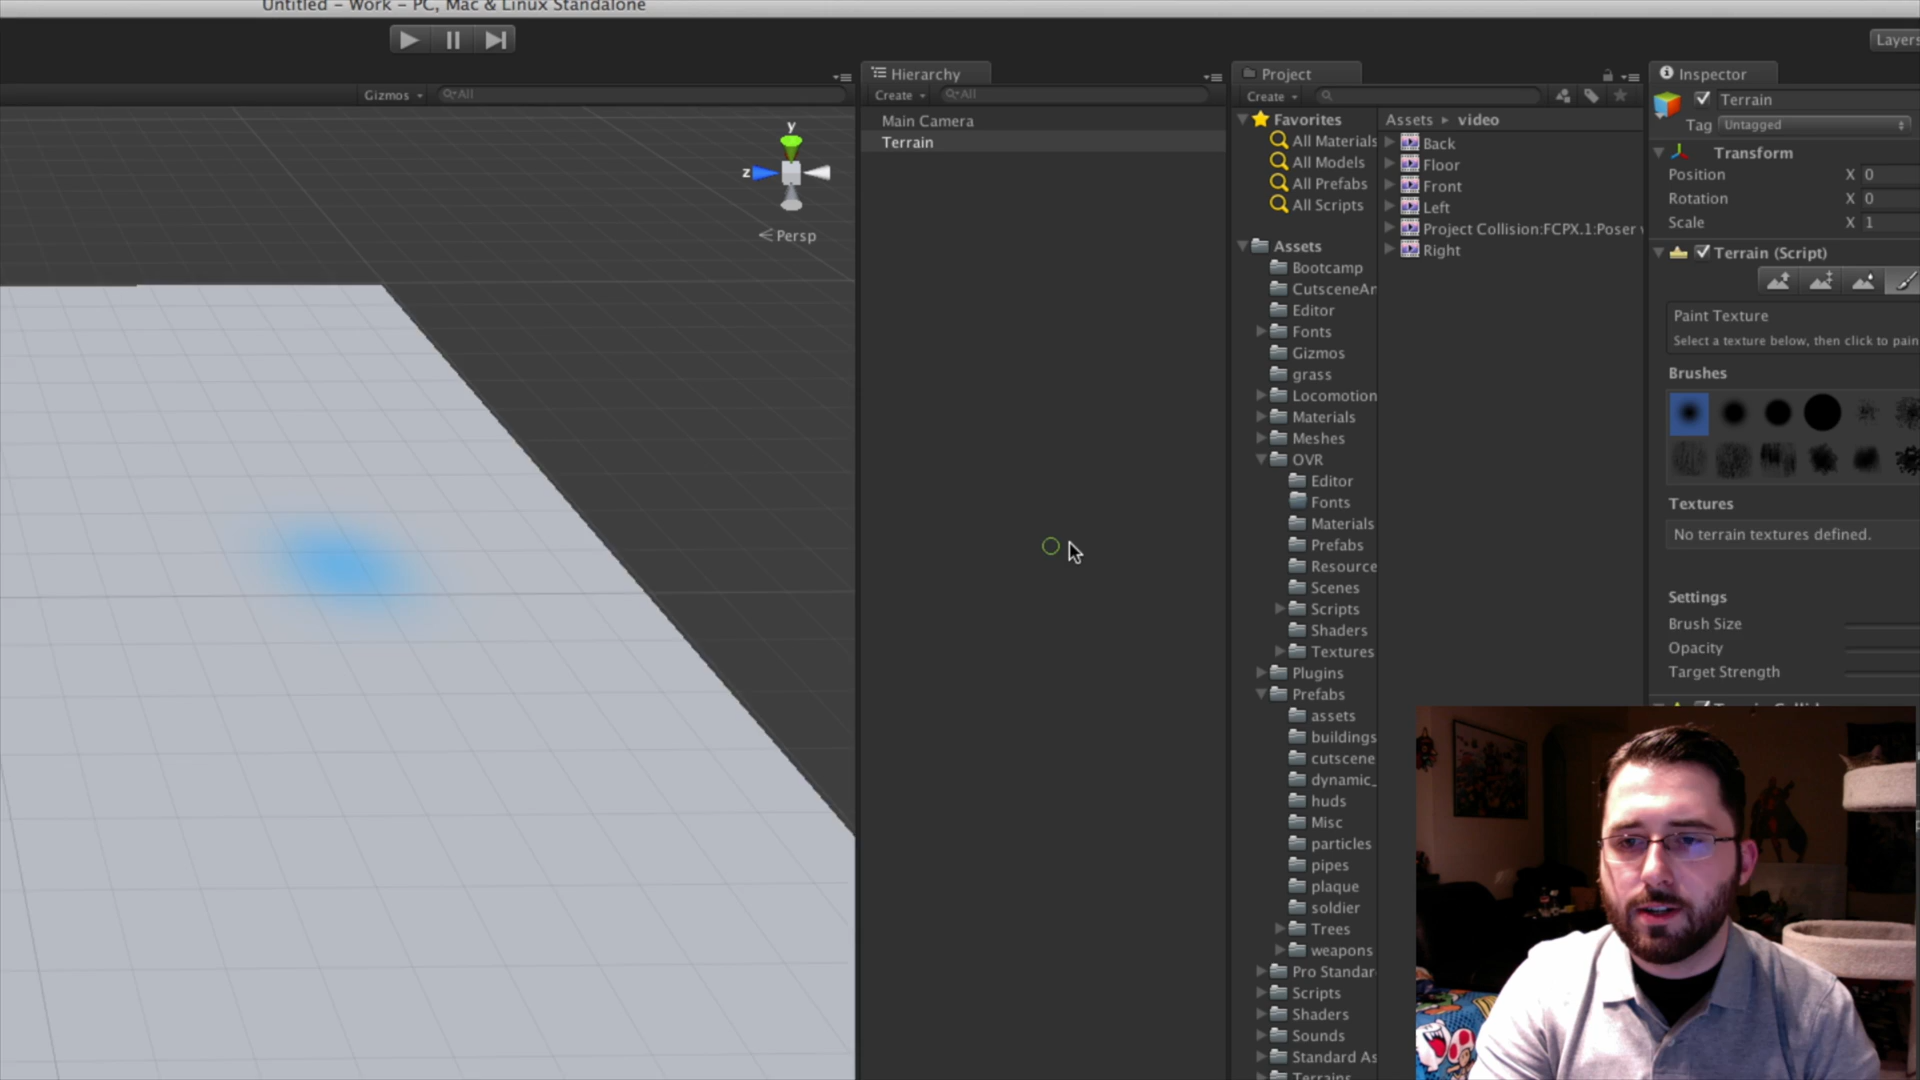 Untitled – Work – PC, Mac & Linux Standalone
Layers
Gizmos
All
Hierarchy
Create
All
Main Camera
Terrain
y
z
Persp
Project
Create
Favorites
All Materials
All Models
All Prefabs
All Scripts
Assets
Bootcamp
CutsceneAn
Editor
Fonts
Gizmos
grass
Locomotion
Materials
Meshes
OVR
Editor
Fonts
Materials
Prefabs
Resource
Scenes
Scripts
Shaders
Textures
Plugins
Prefabs
assets
buildings
cutscene
dynamic_
huds
Misc
particles
pipes
plaque
soldier
Trees
weapons
Pro Standar
Scripts
Shaders
Sounds
Standard As
Terrains
Assets ▸ video
Back
Floor
Front
Left
Project Collision:FCPX.1:Poser
Right
Inspector
Terrain
Tag Untagged
Transform
Position X 0
Rotation X 0
Scale X 1
Terrain (Script)
Paint Texture
Select a texture below, then click to pain
Brushes
Textures
No terrain textures defined.
Settings
Brush Size
Opacity
Target Strength